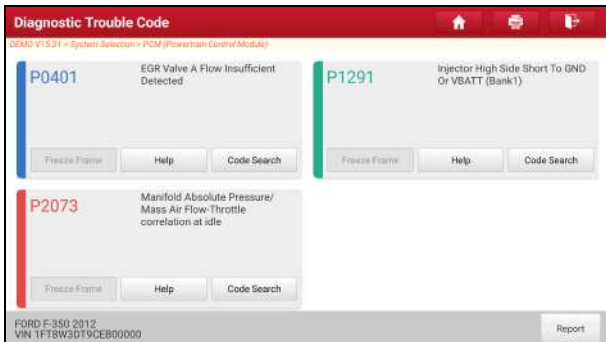 Diagnostic Trouble Code
DEMO V15.21 > System Selection > PCM (Powertrain Control Module)
P0401
EGR Valve A Flow Insufficient
Detected
Freeze Frame
Help
Code Search
P1291
Injector High Side Short To GND
Or VBATT (Bank1)
Freeze Frame
Help
Code Search
P2073
Manifold Absolute Pressure/
Mass Air Flow-Throttle
correlation at idle
Freeze Frame
Help
Code Search
FORD F-350 2012
VIN 1FT8W3DT9CEB00000
Report